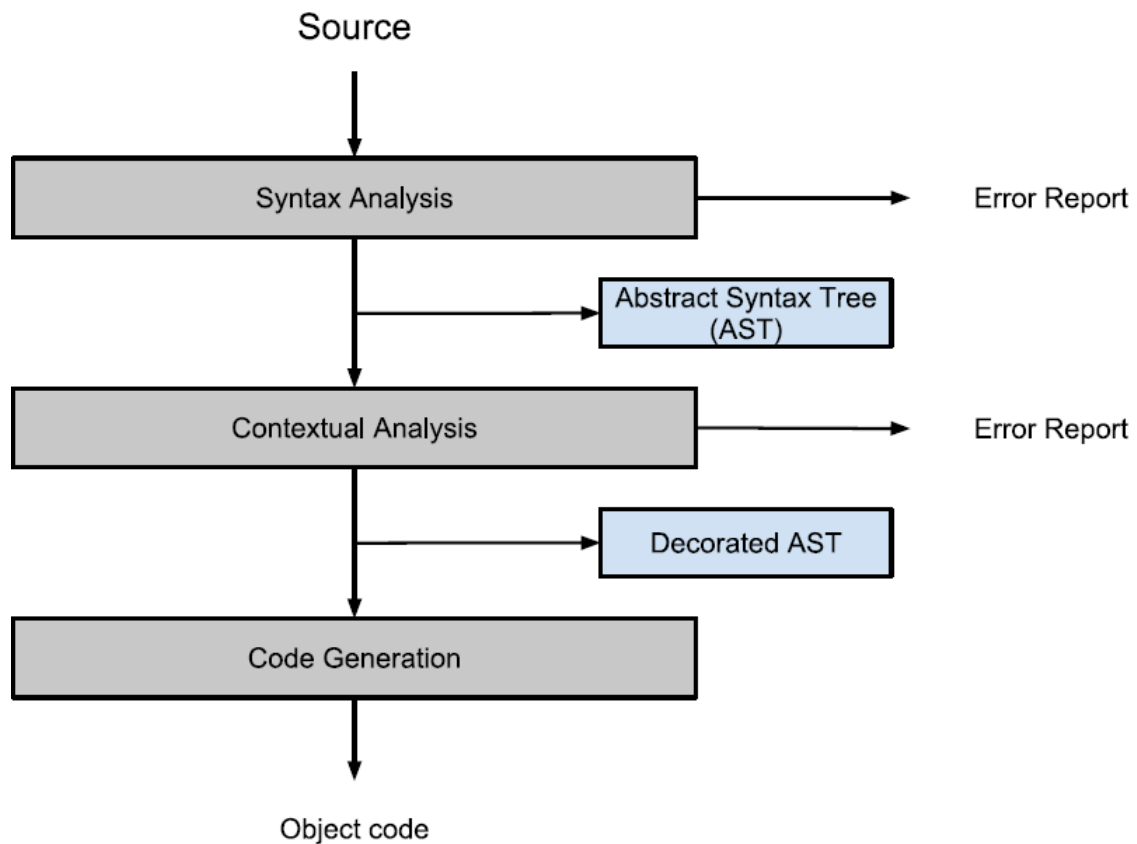 Source
Syntax Analysis
Error Report
Abstract Syntax Tree
(AST)
Contextual Analysis
Error Report
Decorated AST
Code Generation
Object code